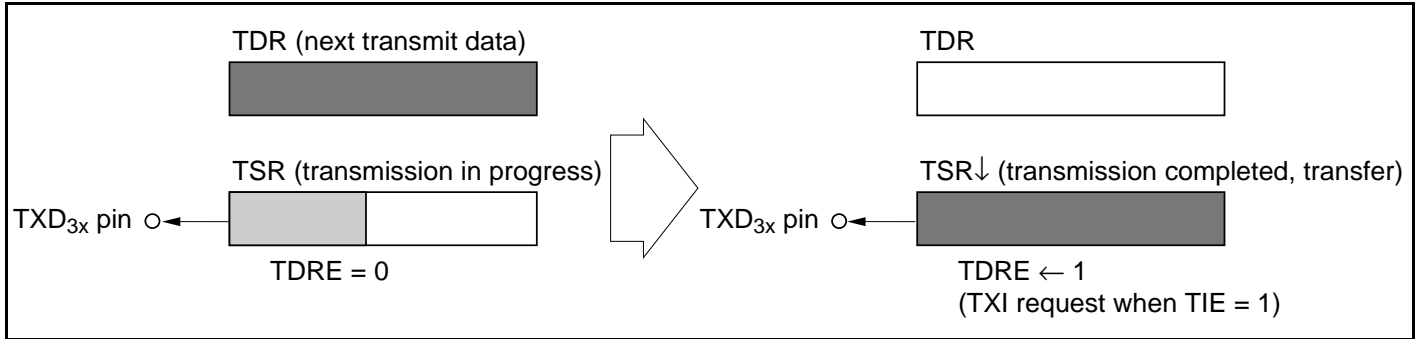 TDR (next transmit data)
TSR (transmission in progress)
TXD3x pin
TDRE = 0
TDR
TSR↓ (transmission completed, transfer)
TXD3x pin
TDRE ← 1
(TXI request when TIE = 1)